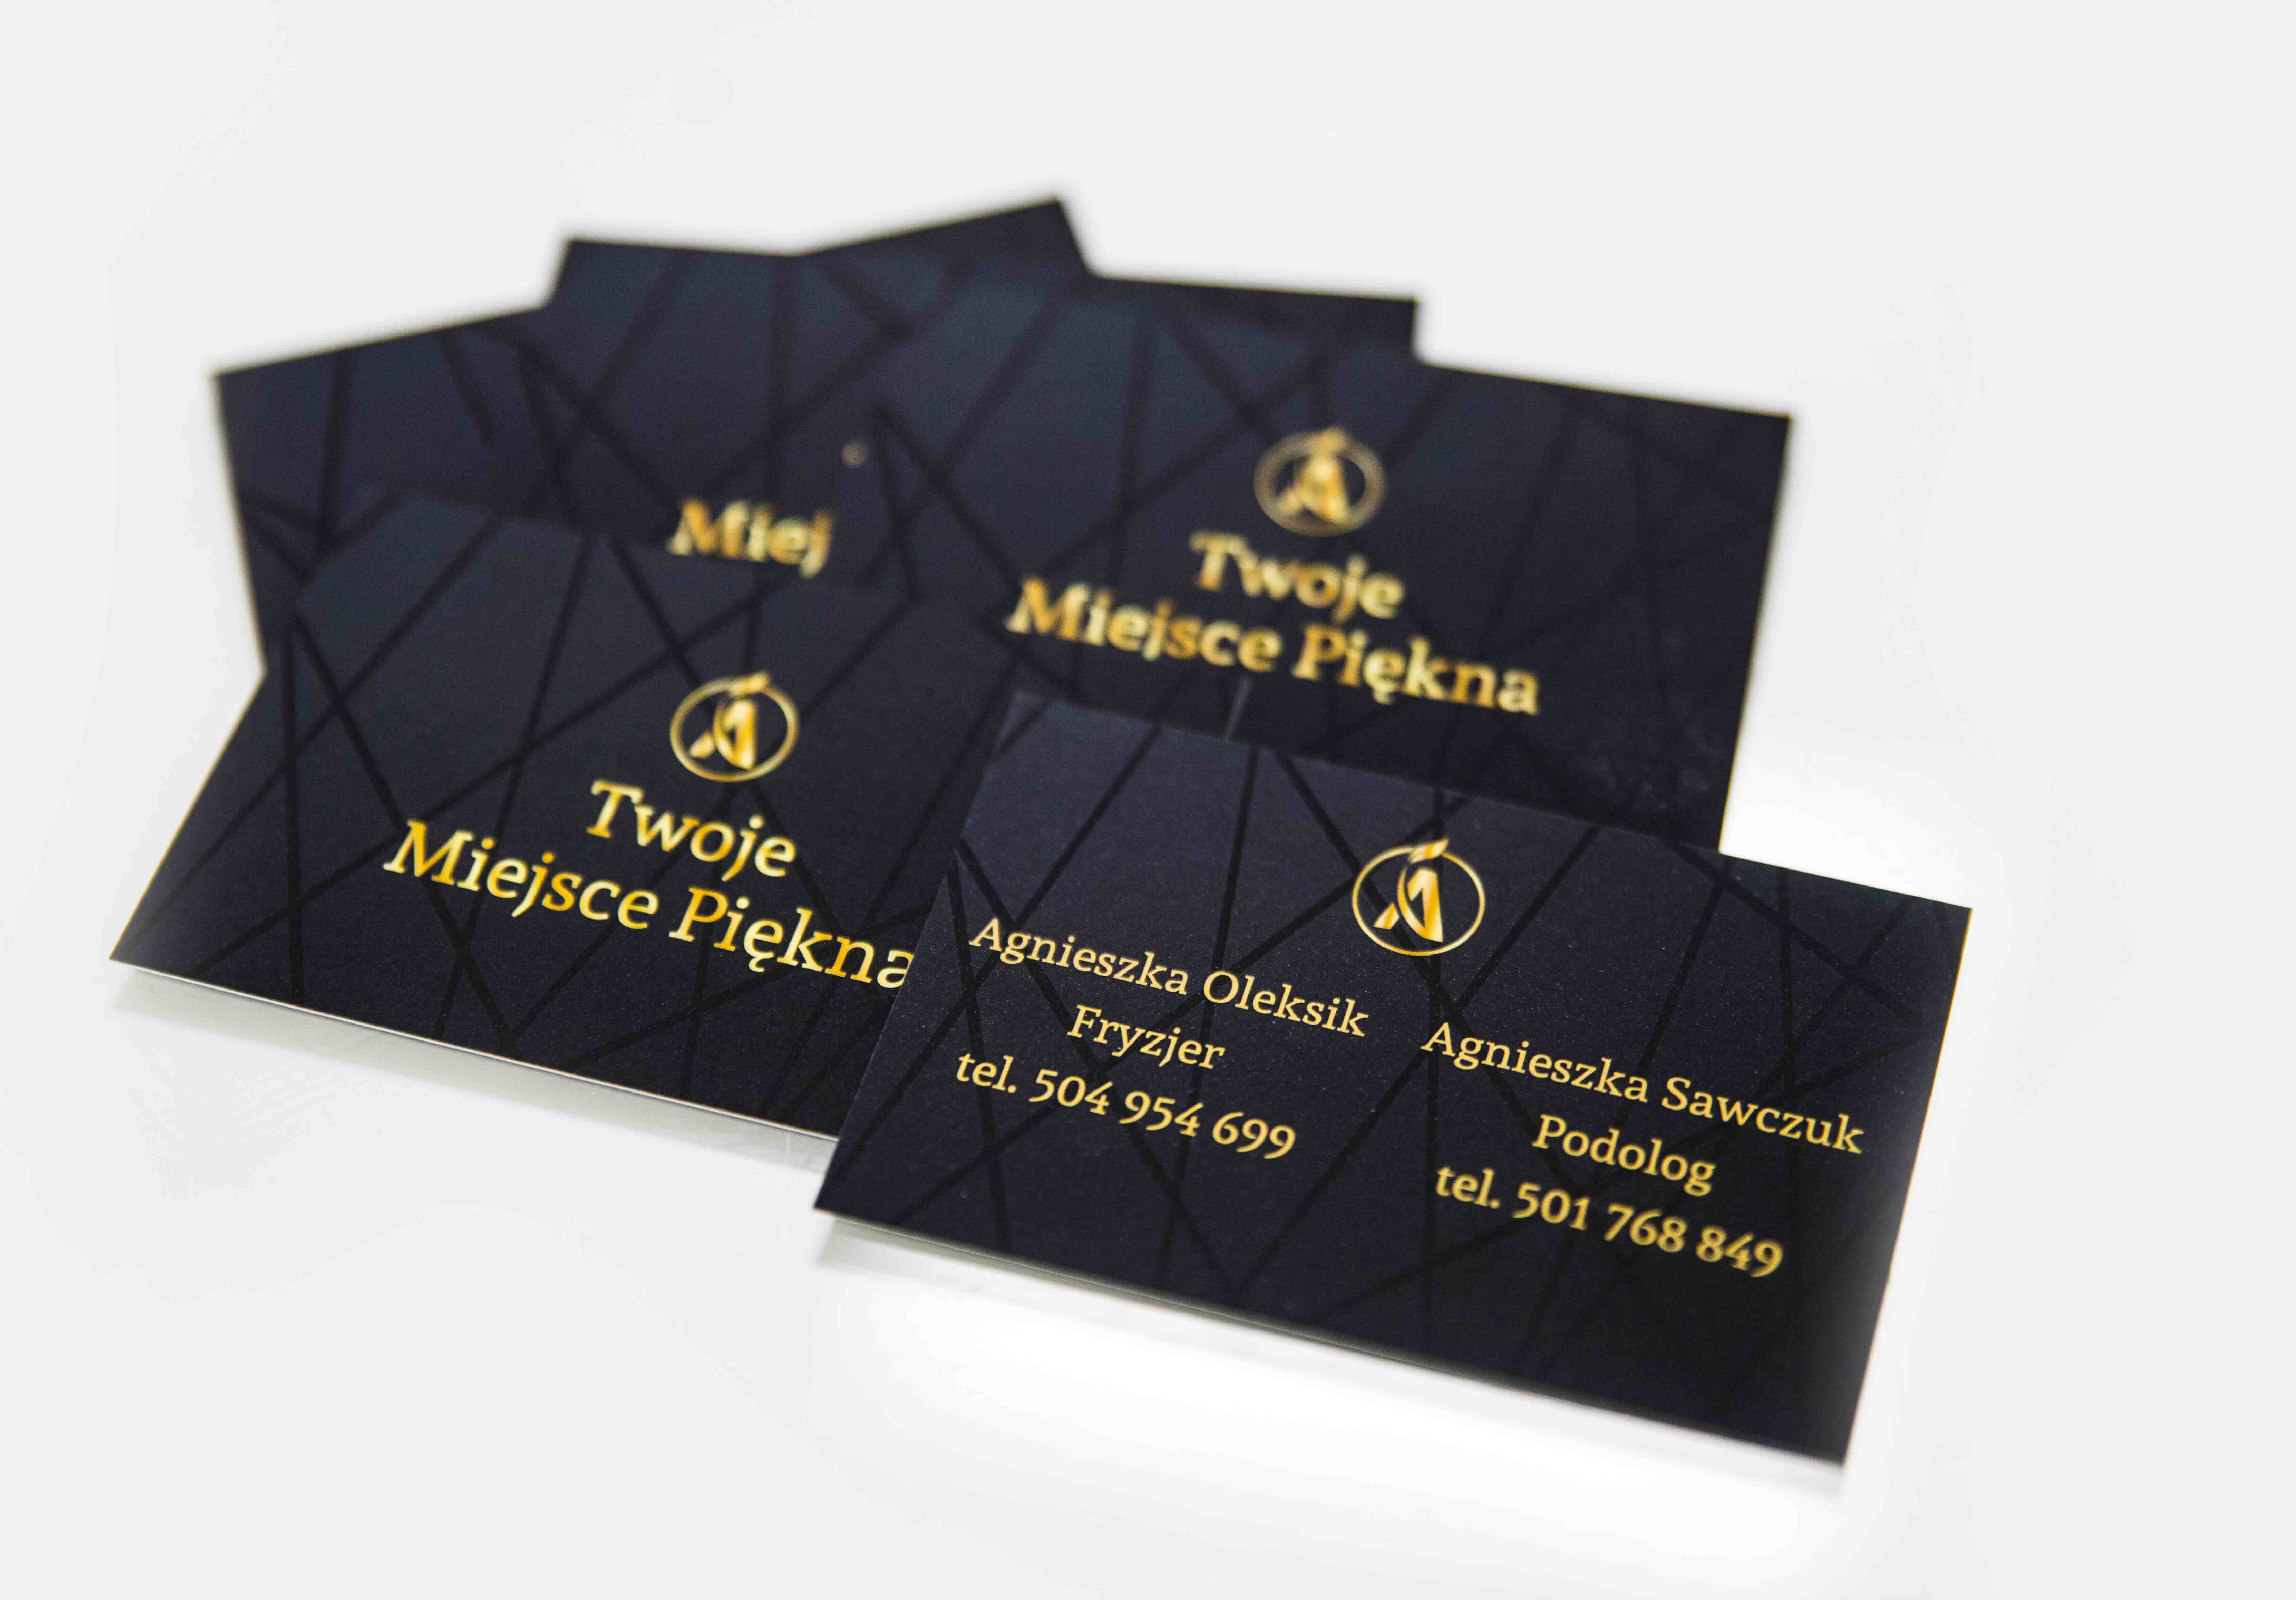 Miej
Twoje
Miejsce Piękna
Twoje
Miejsce Piękna
Agnieszka Oleksik
Fryzjer
tel. 504 954 699
Agnieszka Sawczuk
Podolog
tel. 501 768 849